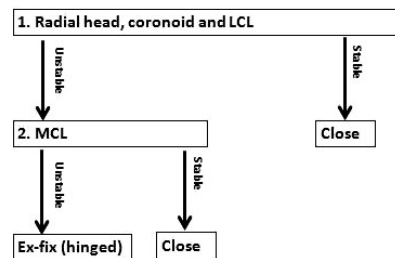 1. Radial head, coronoid and LCL
Unstable
Stable
2. MCL
Close
Unstable
Stable
Ex-fix (hinged)
Close